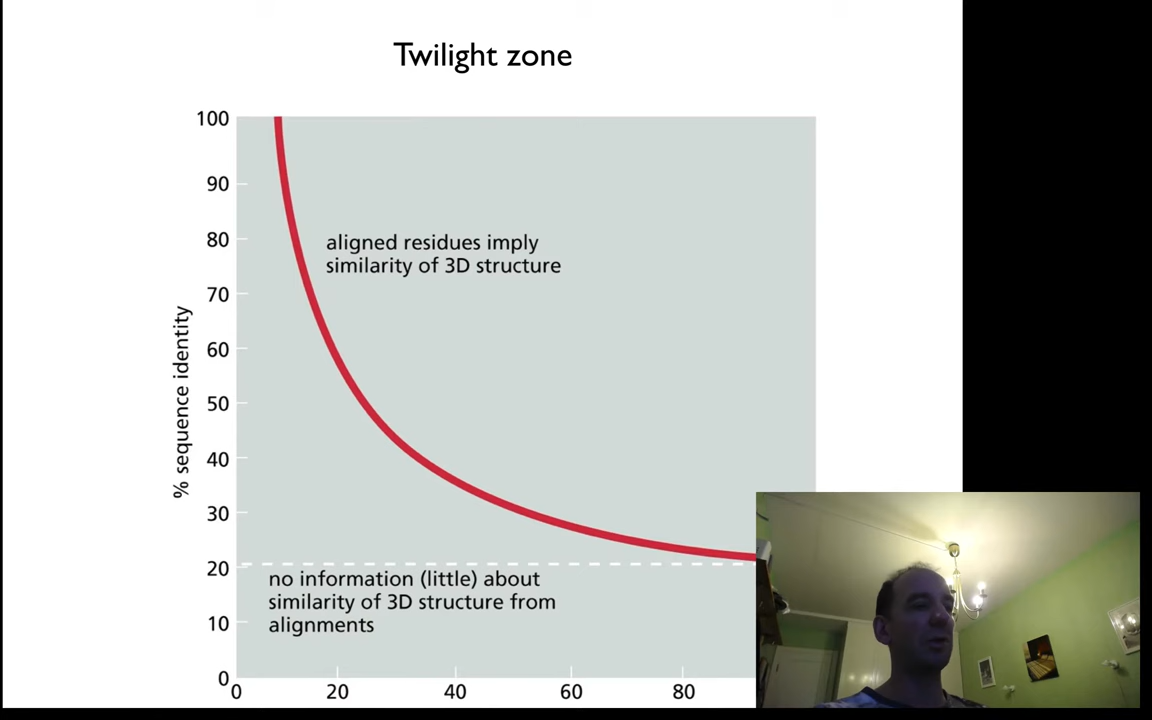 Twilight zone
100
90
80
70
60
50
40
30
20
10
0
% sequence identity
aligned residues imply
similarity of 3D structure
no information (little) about
similarity of 3D structure from
alignments
0 20 40 60 80